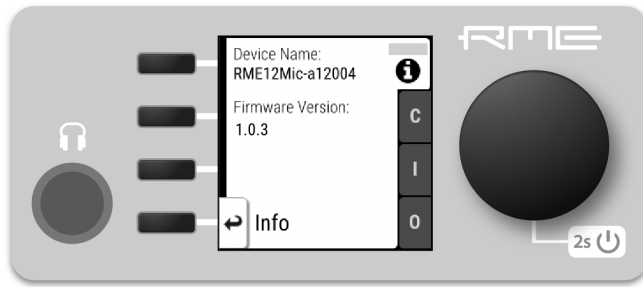 RME
Device Name:
RME12Mic-a12004
i
Firmware Version:
1.0.3
C
I
O
Info
2s